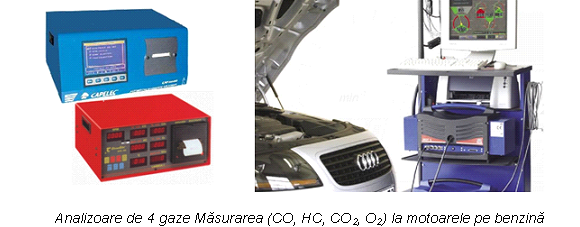 CAPELEC
Analizoare de 4 gaze Măsurarea (CO, HC, CO₂, O₂) la motoarele pe benzină